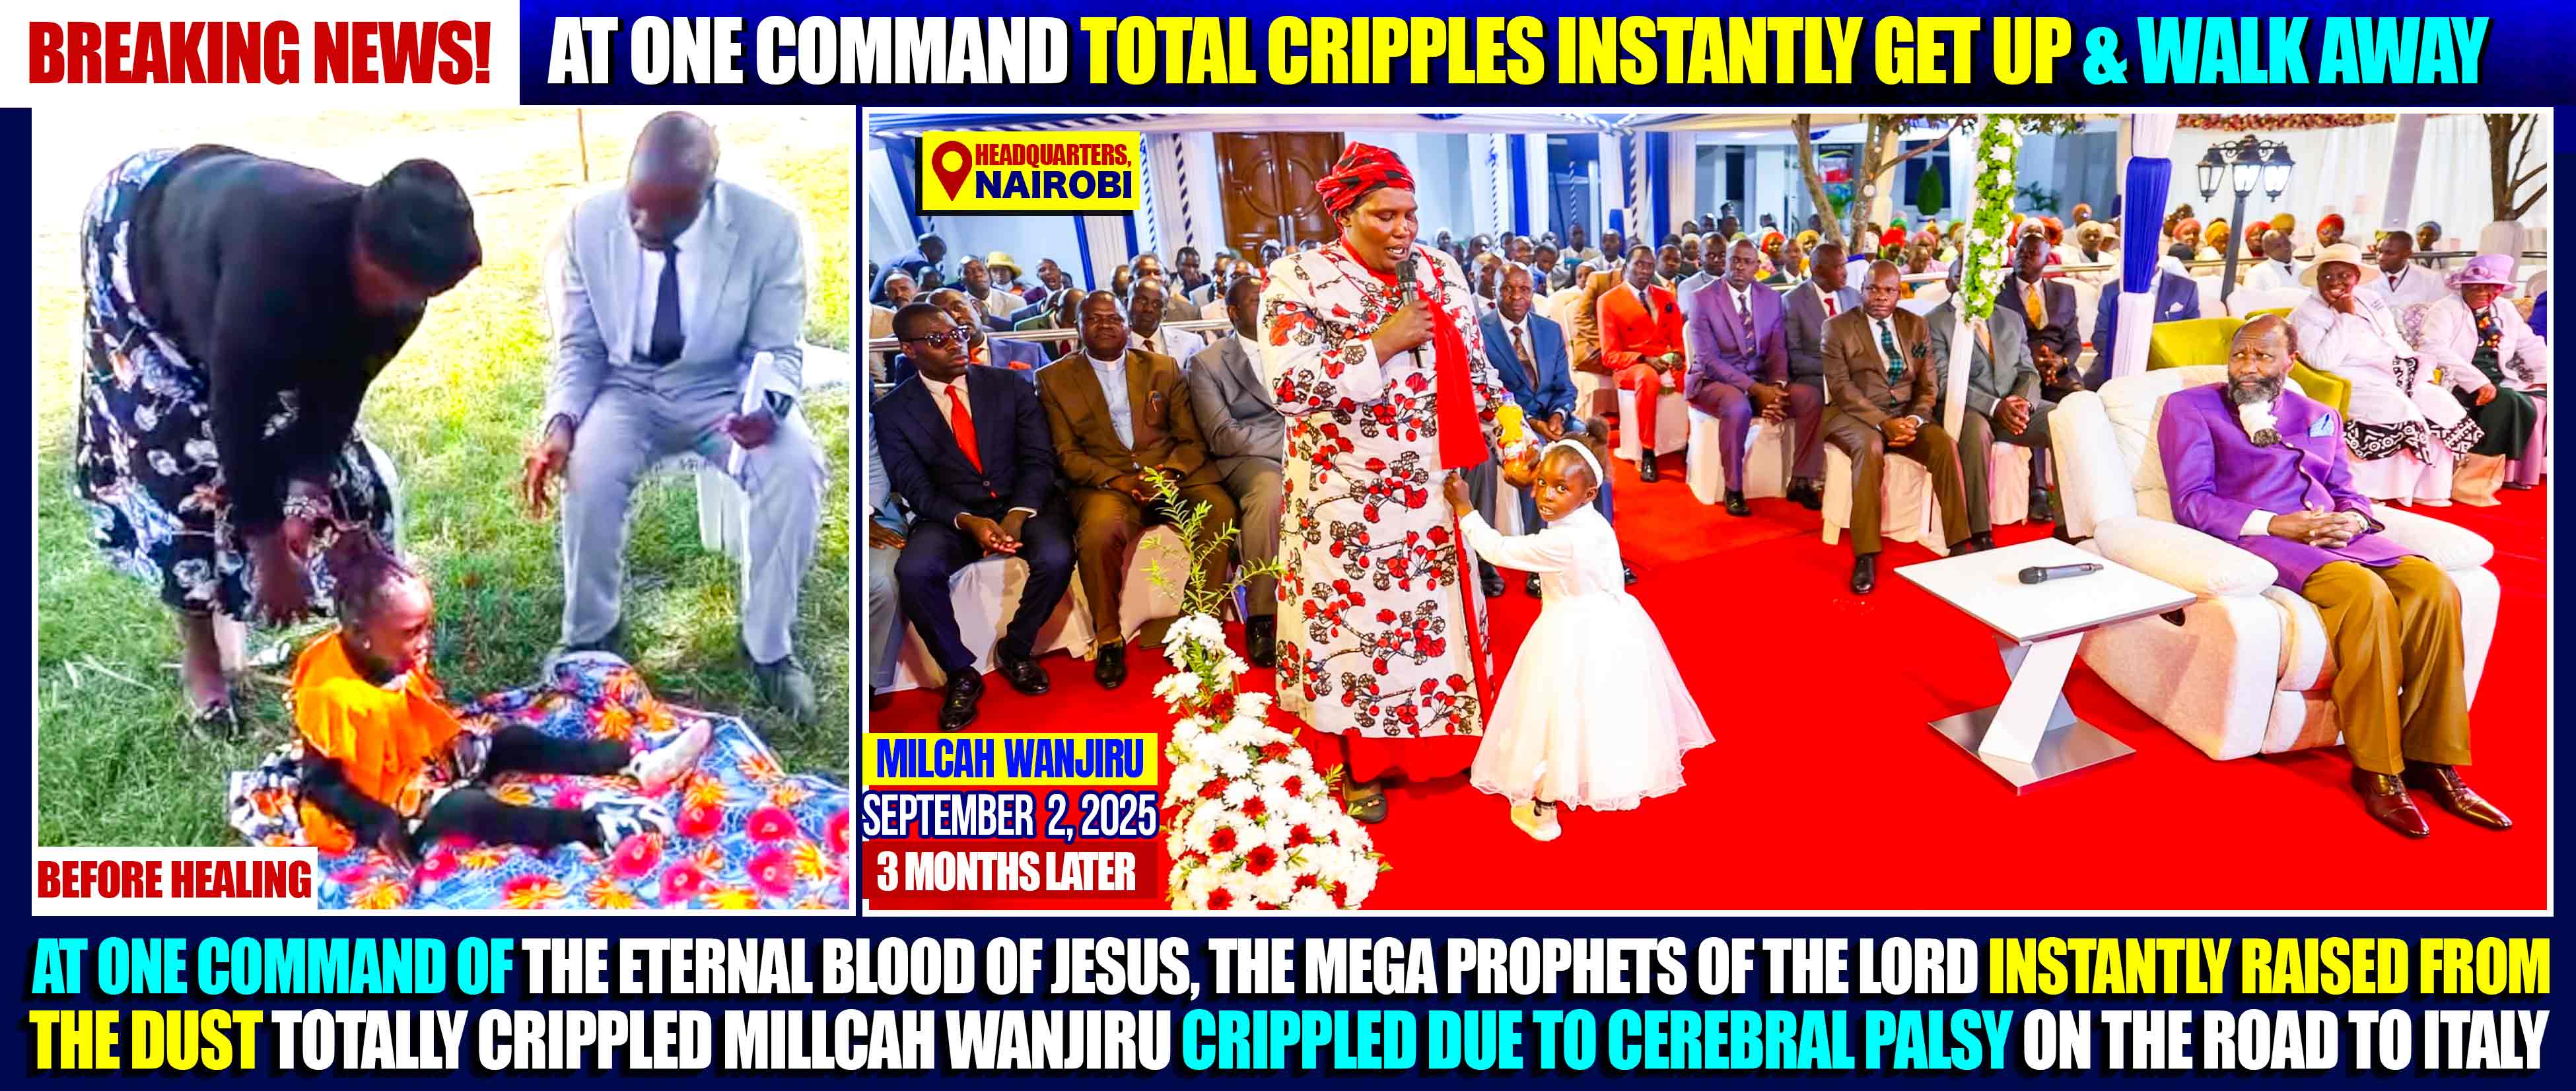 BREAKING NEWS!
AT ONE COMMAND TOTAL CRIPPLES INSTANTLY GET UP & WALK AWAY
HEADQUARTERS,
NAIROBI
MILCAH WANJIRU
SEPTEMBER 2, 2025
3 MONTHS LATER
BEFORE HEALING
AT ONE COMMAND OF THE ETERNAL BLOOD OF JESUS, THE MEGA PROPHETS OF THE LORD INSTANTLY RAISED FROM
THE DUST TOTALLY CRIPPLED MILLCAH WANJIRU CRIPPLED DUE TO CEREBRAL PALSY ON THE ROAD TO ITALY